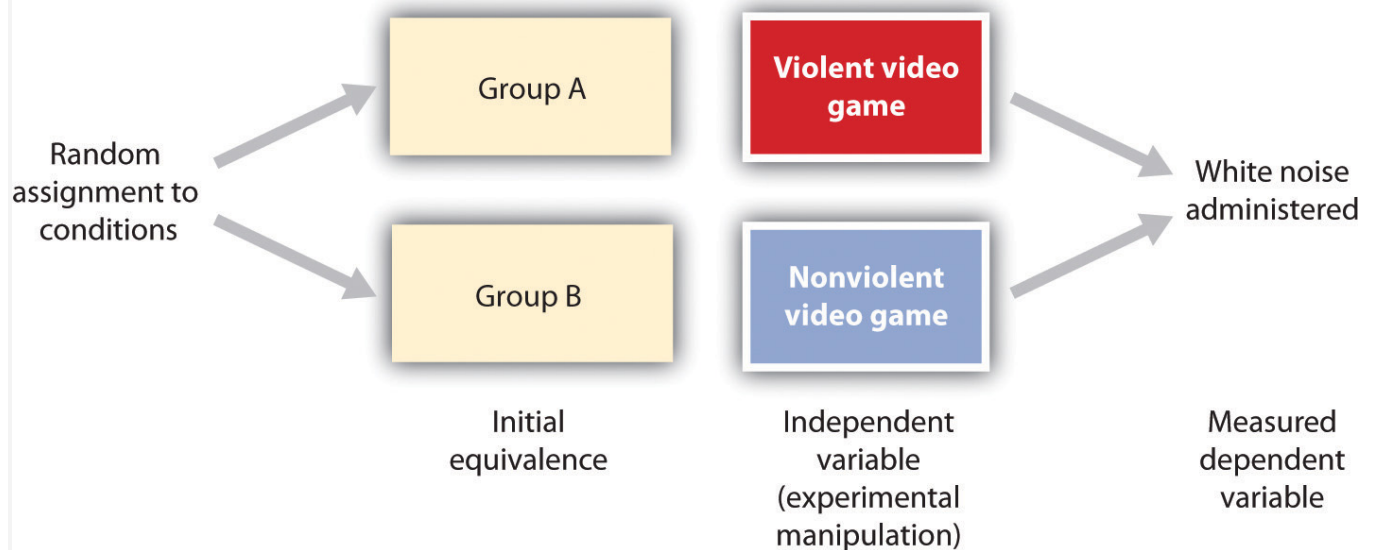 Random
assignment to
conditions
Group A
Group B
Initial
equivalence
Violent video
game
Nonviolent
video game
Independent
variable
(experimental
manipulation)
White noise
administered
Measured
dependent
variable